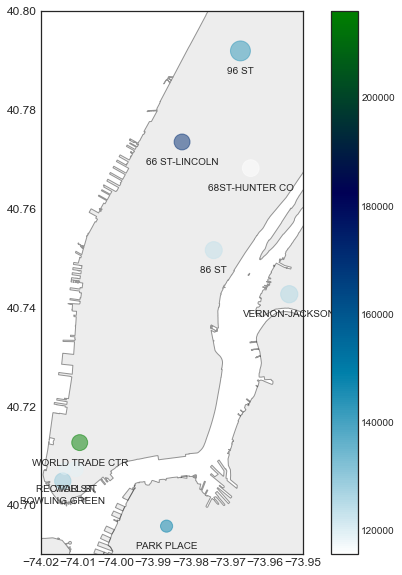 40.80
96 ST
200000
40.78
66 ST-LINCOLN
68ST-HUNTER CO
180000
40.76
86 ST
160000
40.74
VERNON-JACKSON
40.72
140000
WORLD TRADE CTR
BOWLING GREEN
40.70
PARK PLACE
120000
−74.02 −74.01 −74.00 −73.99 −73.98 −73.97 −73.96 −73.95